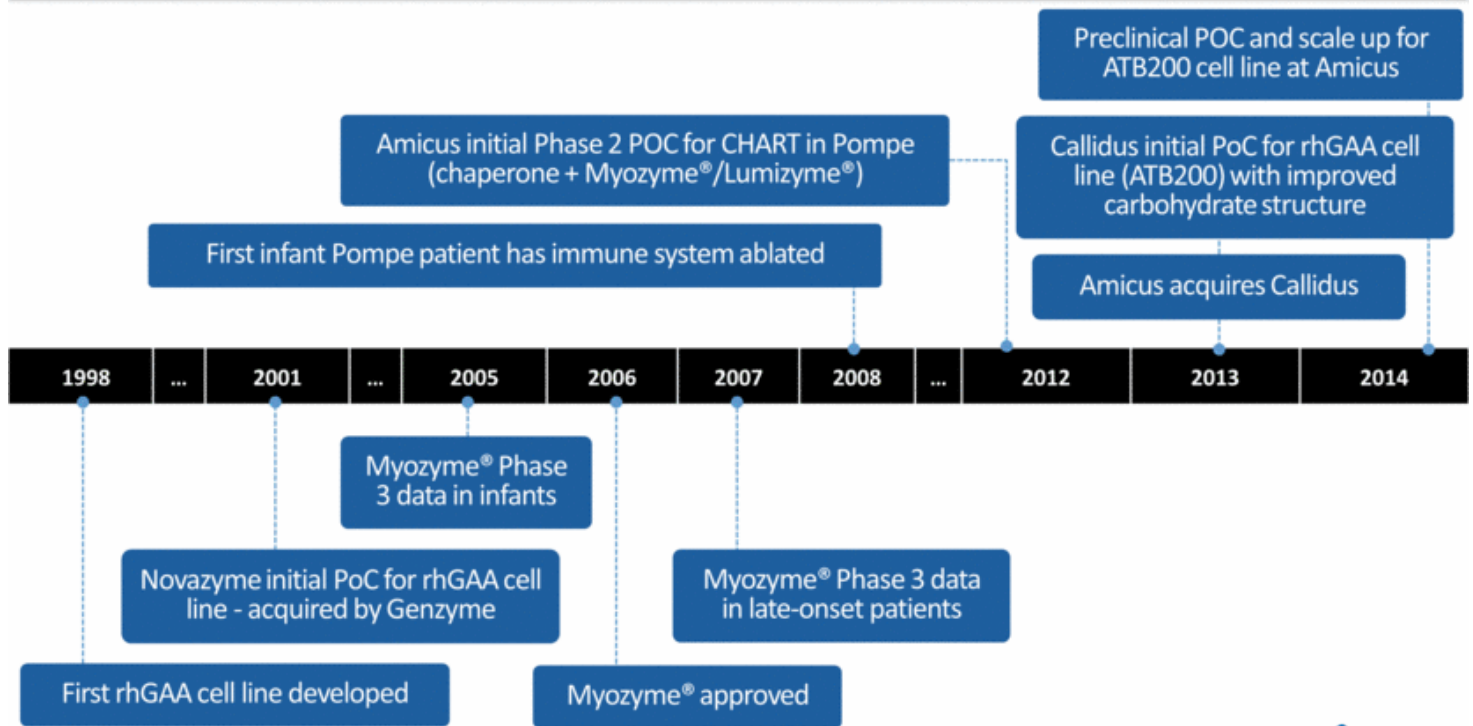 Preclinical POC and scale up for
ATB200 cell line at Amicus
Amicus initial Phase 2 POC for CHART in Pompe
(chaperone + Myozyme®/Lumizyme®)
Callidus initial PoC for rhGAA cell
line (ATB200) with improved
carbohydrate structure
First infant Pompe patient has immune system ablated
Amicus acquires Callidus
1998 ... 2001 ... 2005 2006 2007 2008 ... 2012 2013 2014
Myozyme® Phase
3 data in infants
Novazyme initial PoC for rhGAA cell
line - acquired by Genzyme
Myozyme® Phase 3 data
in late-onset patients
First rhGAA cell line developed
Myozyme® approved